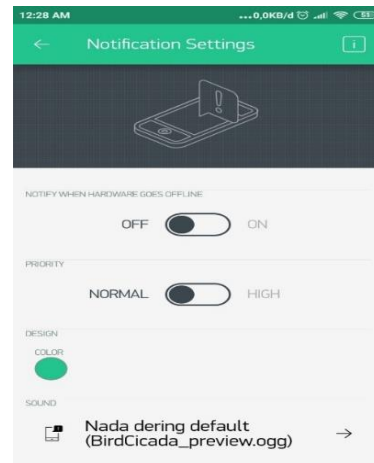 12:28 AM ...0,0KB/d
Notification Settings
i
!
NOTIFY WHEN HARDWARE GOES OFFLINE
OFF ON
PRIORITY
NORMAL HIGH
DESIGN
COLOR
SOUND
Nada dering default
(BirdCicada_preview.ogg)